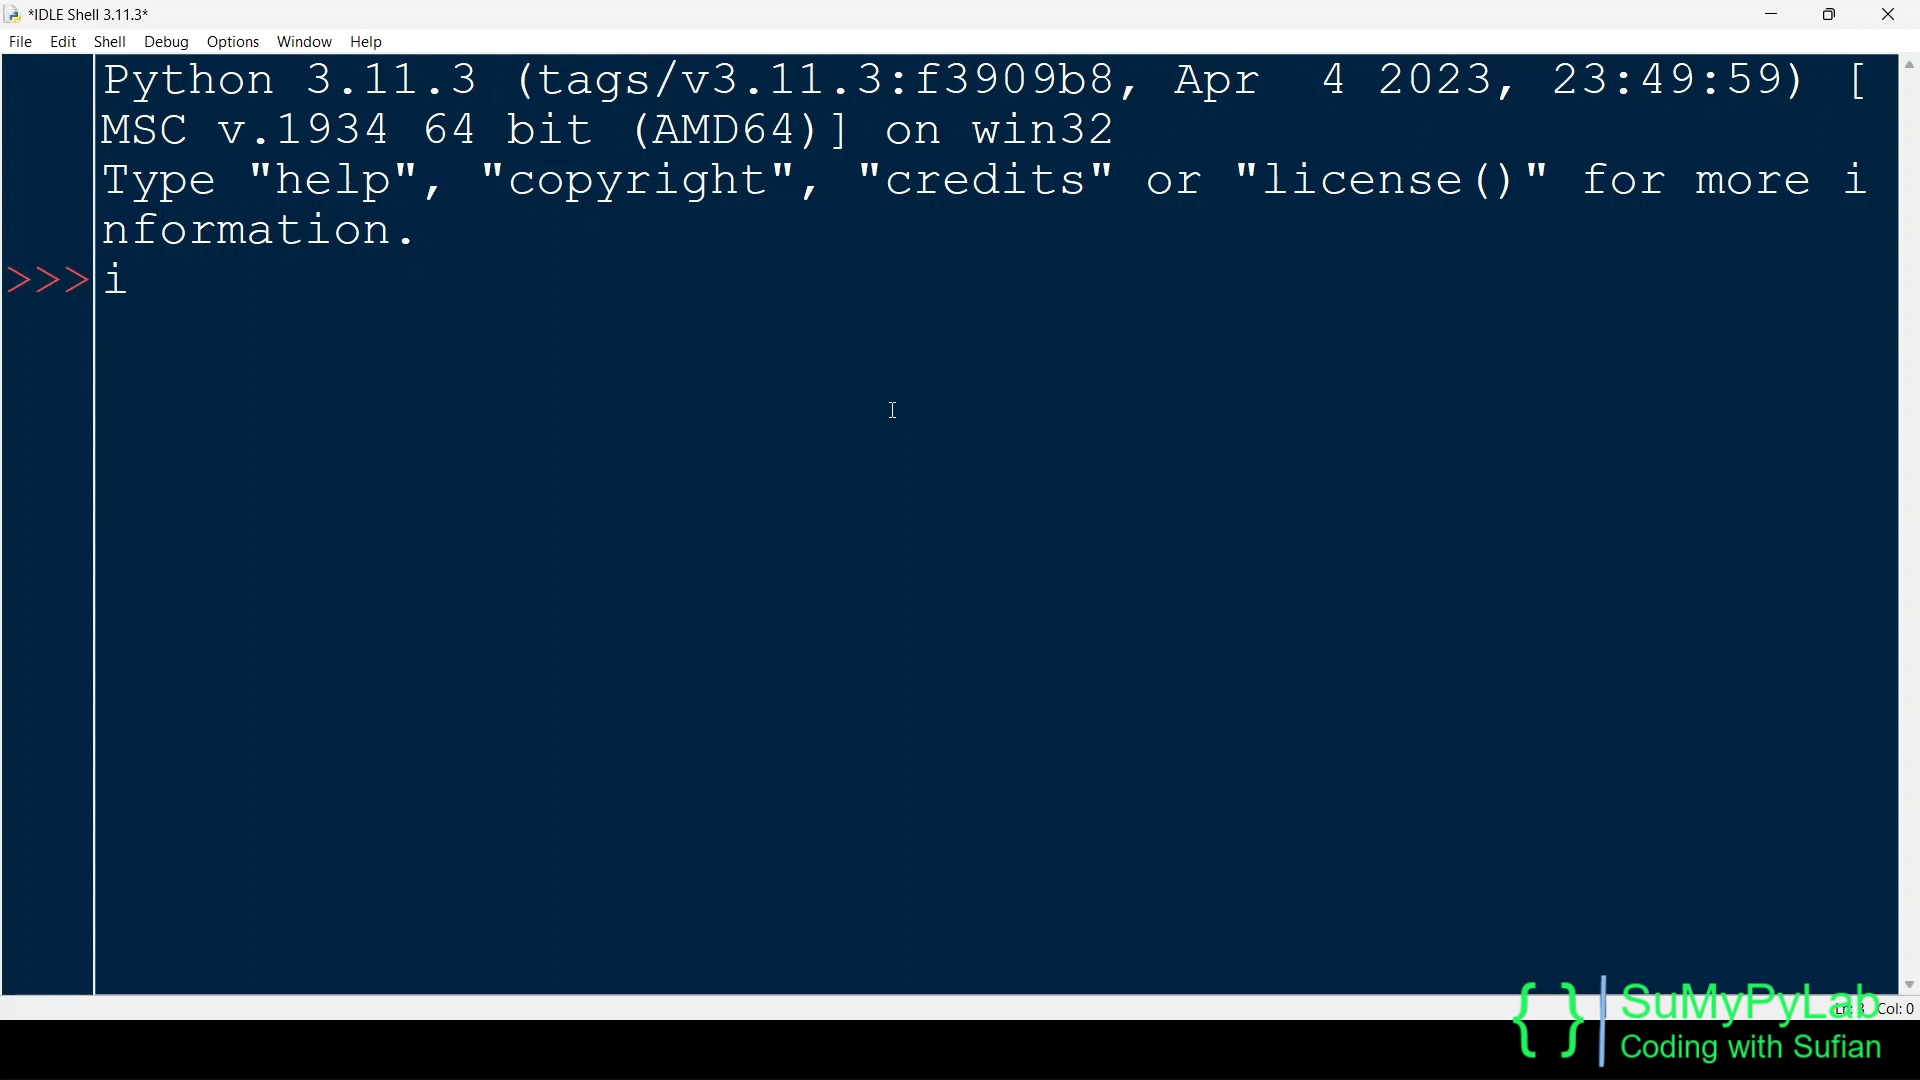 *IDLE Shell 3.11.3*
File Edit Shell Debug Options Window Help
Python 3.11.3 (tags/v3.11.3:f3909b8, Apr  4 2023, 23:49:59) [
MSC v.1934 64 bit (AMD64)] on win32
Type "help", "copyright", "credits" or "license()" for more i
nformation.
>>> i
{ } SuMyPyLab
Coding with Sufian
Ln: 3 Col: 0